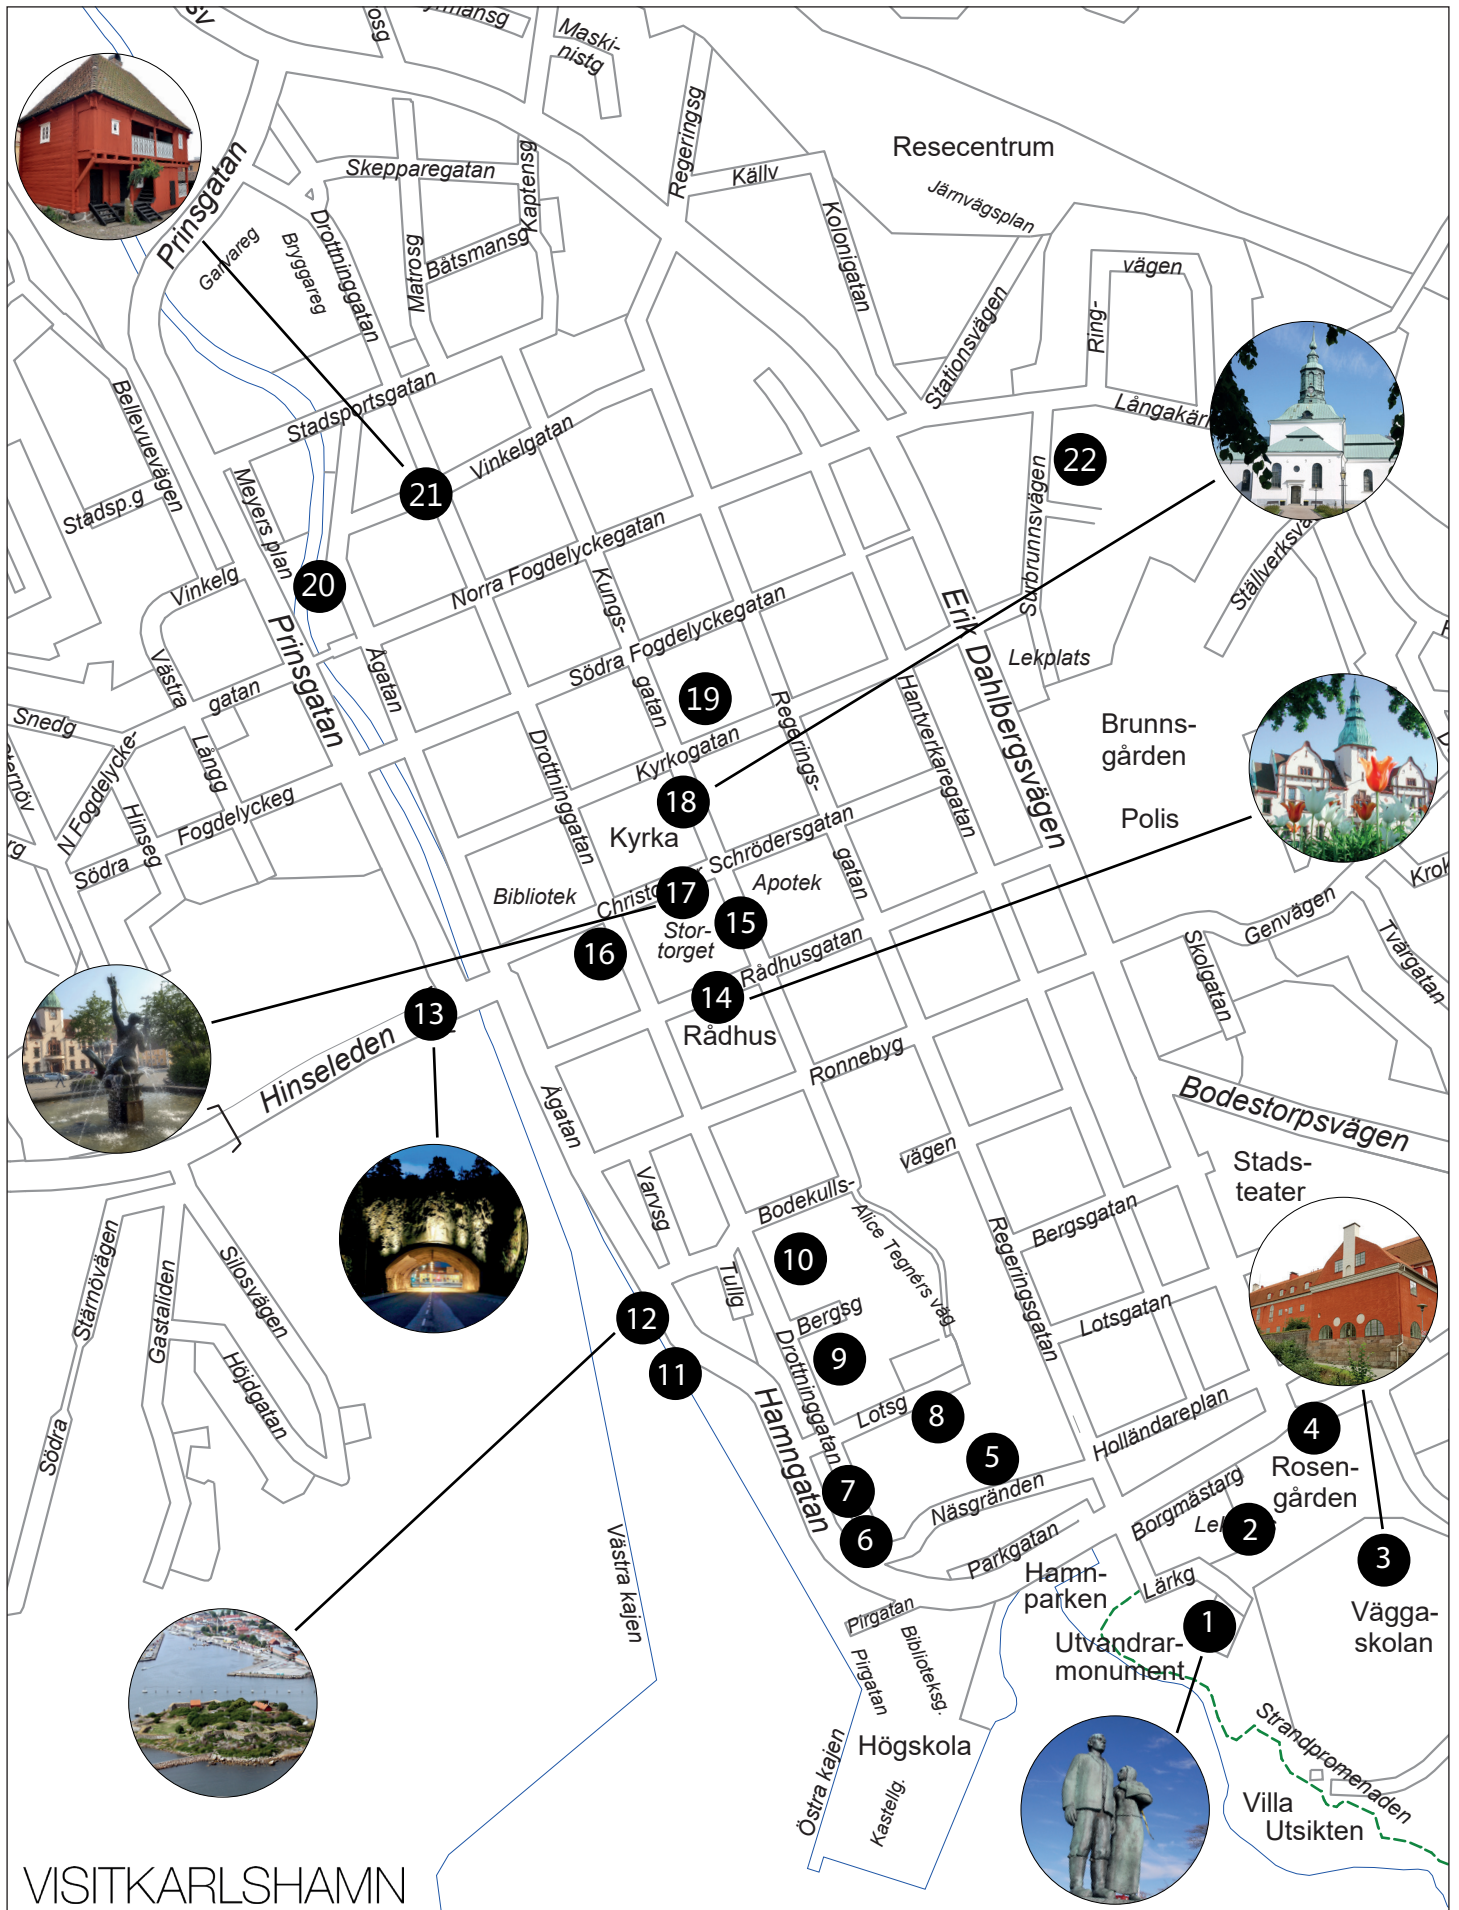 Maski-
nistg
Regeringsg
Resecentrum
Järnvägsplan
Källv
Kolonigatan
Skepparegatan
Kaptensg
Prinsgatan
Garvareg
Bryggareg
Drottninggatan
Matrosg
Båtsmansg
vägen
Ring-
Stationsvägen
Långakärr
Bellevuevägen
Stadsportsgatan
Vinkelgatan
22
21
Stadsp.g
Meyers plan
Norra Fogdelyckegatan
Surbrunnsvägen
Ställverksvä
20
Vinkelg
Kungs-
gatan
Södra Fogdelyckegatan
Erik Dahlbergsvägen
Lekplats
Prinsgatan
Ågatan
Västra
gatan
19
Regerings-
gatan
Hantverkaregatan
Brunns-
gården
Snedg
N Fogdelycke-
Långg
Drottninggatan
Kyrkogatan
18
Kyrka
Polis
Hinseg
Södra
Fogdelyckeg
Schrödersgatan
Apotek
Bibliotek
17
15
16
Stor-
torget
Rådhusgatan
14
Rådhus
13
Hinseleden
Krok
Genvägen
Tvärgatan
Skolgatan
Ronnebyg
Ågatan
Bodestorpsvägen
Stads-
teater
vägen
Varvsg
Bodekulls-
Alice Tegnérs väg
Regeringsgatan
Bergsgatan
Stärnövägen
Södra
Gastaliden
Silosvägen
Höjdgatan
10
Tullg
Bergsg
Lotsgatan
12
11
9
Drottninggatan
Hamngatan
Lotsg
8
5
Holländareplan
4
Rosen-
gården
7
6
Näsgränden
Parkgatan
Borgmästarg
2
3
Vägga-
skolan
Västra kajen
Hamn-
parken
Lärkg
1
Utvandrar-
monument
Pirgatan
Pirgatan
Biblioteksg.
Högskola
Kastellg.
Östra kajen
Strandpromenaden
Villa
Utsikten
VISITKARLSHAMN